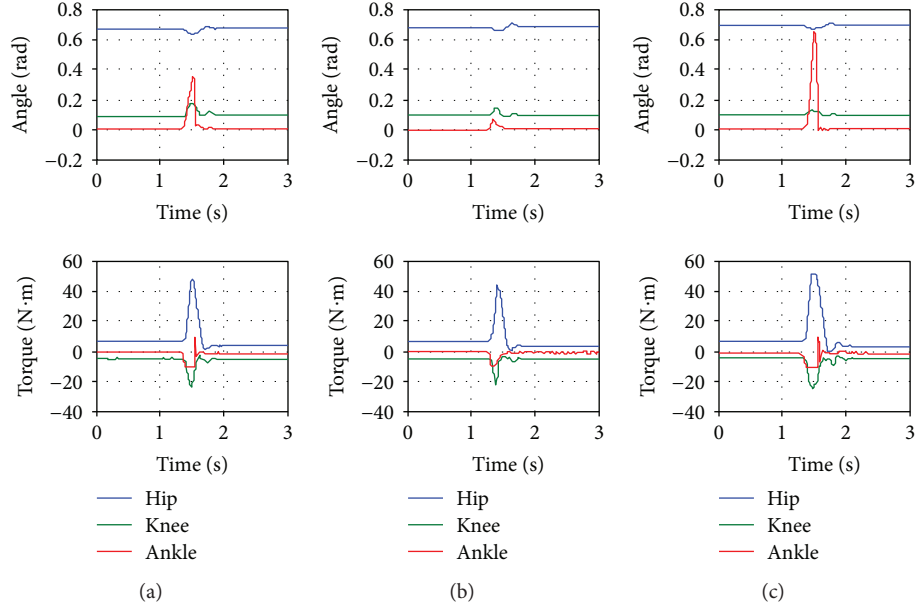 0.8 0.8 0.8
0.6 0.6 0.6
0.4 0.4 0.4
0.2 0.2 0.2
0 0 0
−0.2 −0.2 −0.2
Angle (rad) Angle (rad) Angle (rad)
0 1 2 3 0 1 2 3 0 1 2 3
Time (s) Time (s) Time (s)
60 60 60
40 40 40
20 20 20
0 0 0
−20 −20 −20
−40 −40 −40
Torque (N·m) Torque (N·m) Torque (N·m)
0 1 2 3 0 1 2 3 0 1 2 3
Time (s) Time (s) Time (s)
Hip Hip Hip
Knee Knee Knee
Ankle Ankle Ankle
(a) (b) (c)